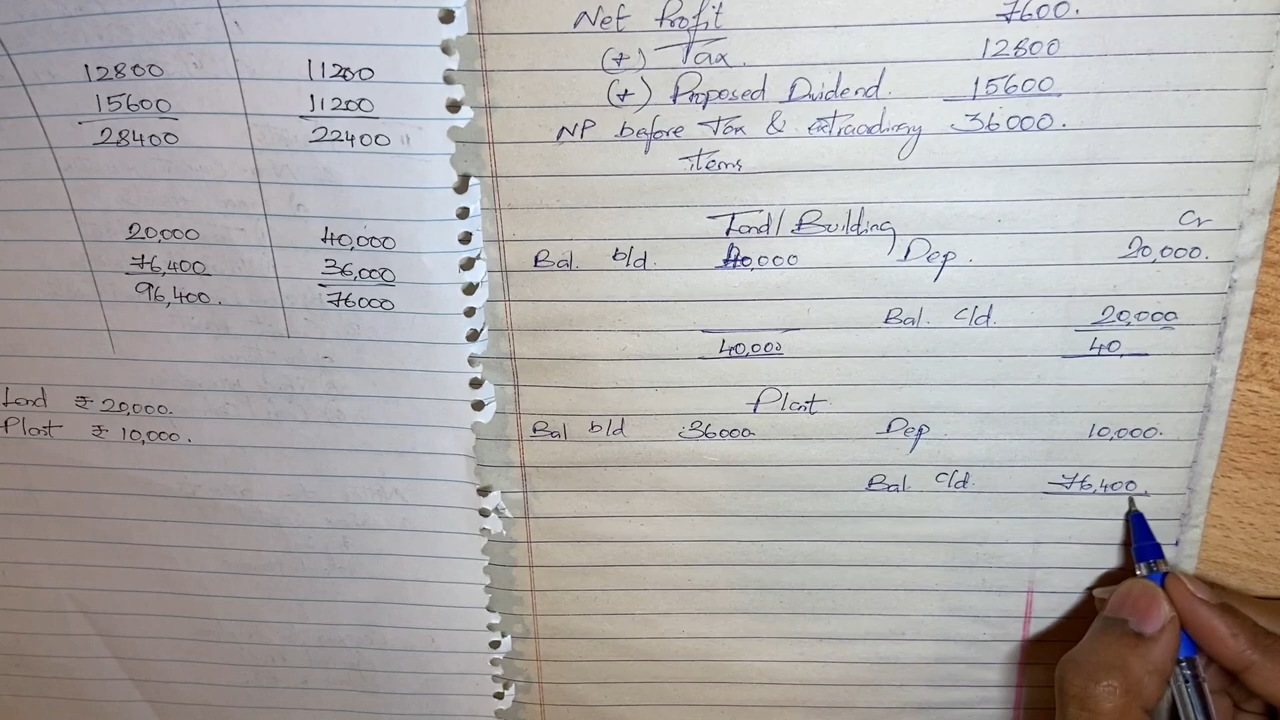 12800 11200
15600 11200
28400 22400
20,000 40,000
76,400 36,000
96,400. 76000
Land ₹ 20,000.
Plant ₹ 10,000.
Net Profit 7600.
(+) Tax. 12800
(+) Proposed Dividend. 15600
NP before Tax & extraordinary 36000.
items
Land/Building Cr
Bal. b/d. 40,000 Dep. 20,000.
Bal. c/d. 20,000
40,000 40
Plant
Bal b/d 36000 Dep. 10,000.
Bal. c/d. 76,400.